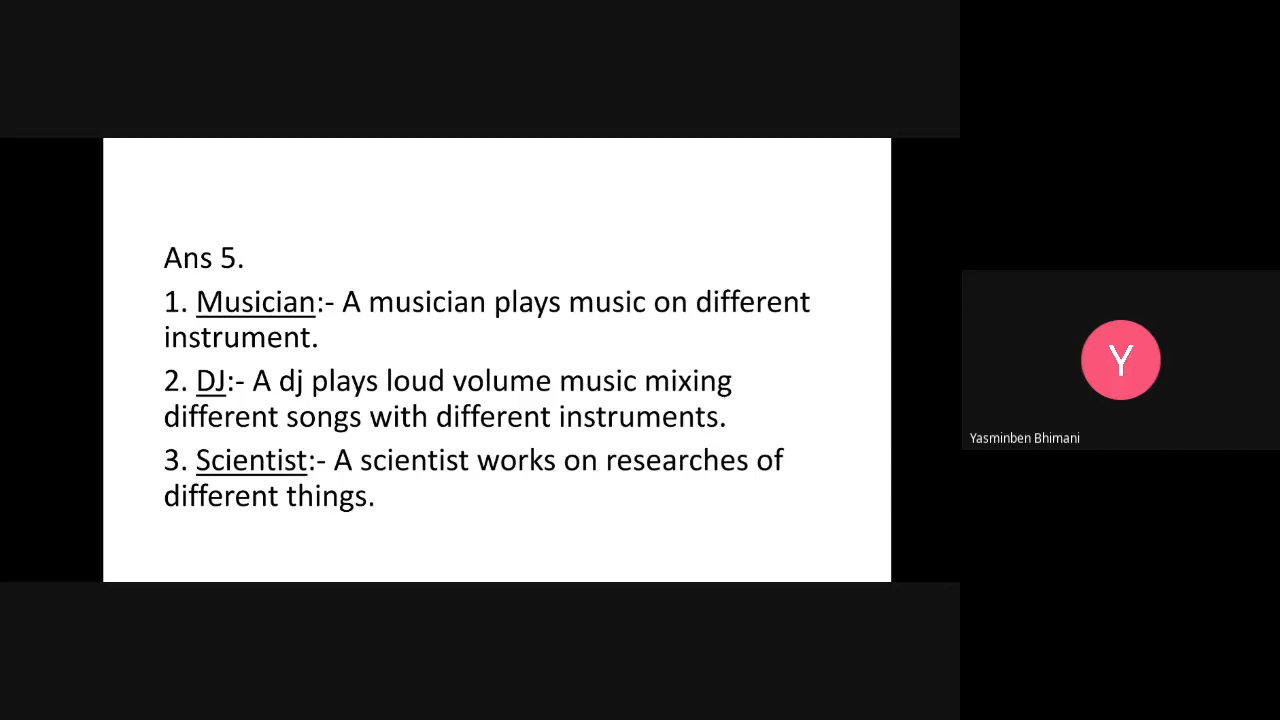 Ans 5.
1. Musician:- A musician plays music on different
instrument.
2. DJ:- A dj plays loud volume music mixing
different songs with different instruments.
3. Scientist:- A scientist works on researches of
different things.
Y
Yasminben Bhimani